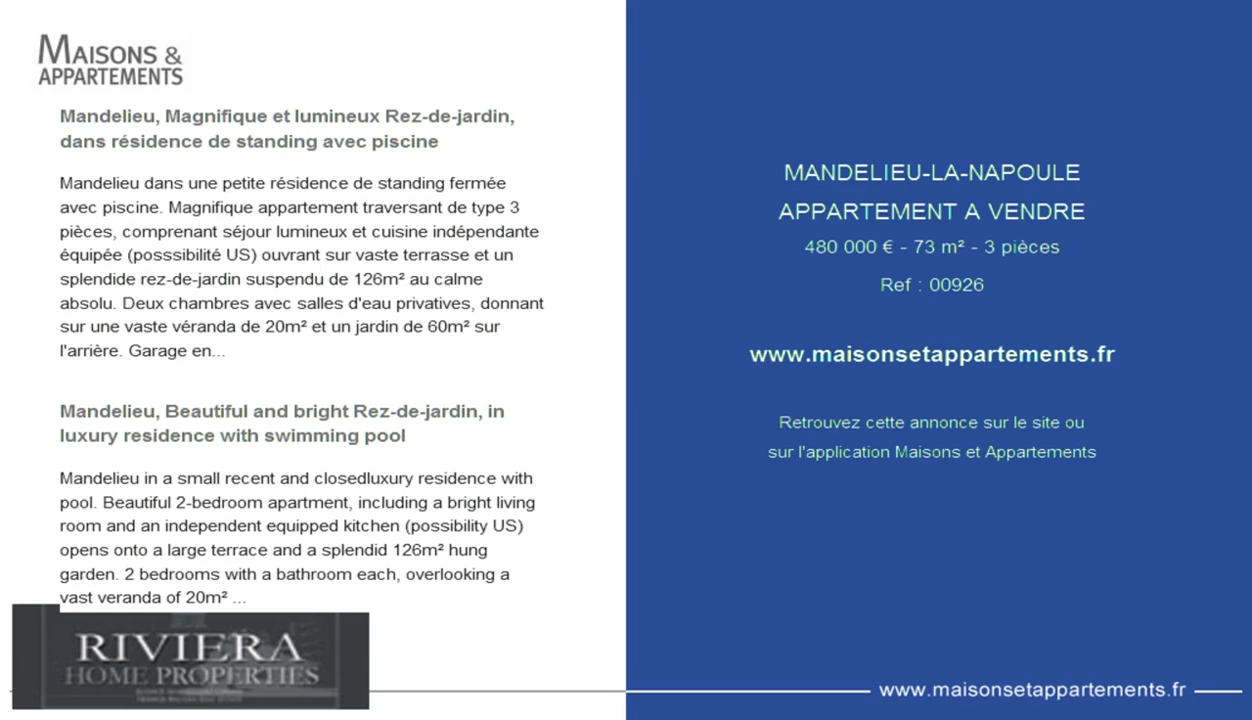 MAISONS &
APPARTEMENTS
Mandelieu, Magnifique et lumineux Rez-de-jardin,
dans résidence de standing avec piscine
Mandelieu dans une petite résidence de standing fermée
avec piscine. Magnifique appartement traversant de type 3
pièces, comprenant séjour lumineux et cuisine indépendante
équipée (posssibilité US) ouvrant sur vaste terrasse et un
splendide rez-de-jardin suspendu de 126m² au calme
absolu. Deux chambres avec salles d'eau privatives, donnant
sur une vaste véranda de 20m² et un jardin de 60m² sur
l'arrière. Garage en...
Mandelieu, Beautiful and bright Rez-de-jardin, in
luxury residence with swimming pool
Mandelieu in a small recent and closedluxury residence with
pool. Beautiful 2-bedroom apartment, including a bright living
room and an independent equipped kitchen (possibility US)
opens onto a large terrace and a splendid 126m² hung
garden. 2 bedrooms with a bathroom each, overlooking a
vast veranda of 20m² ...
RIVIERA
HOME PROPERTIES
MANDELIEU-LA-NAPOULE
APPARTEMENT A VENDRE
480 000 € - 73 m² - 3 pièces
Ref : 00926
www.maisonsetappartements.fr
Retrouvez cette annonce sur le site ou
sur l'application Maisons et Appartements
www.maisonsetappartements.fr